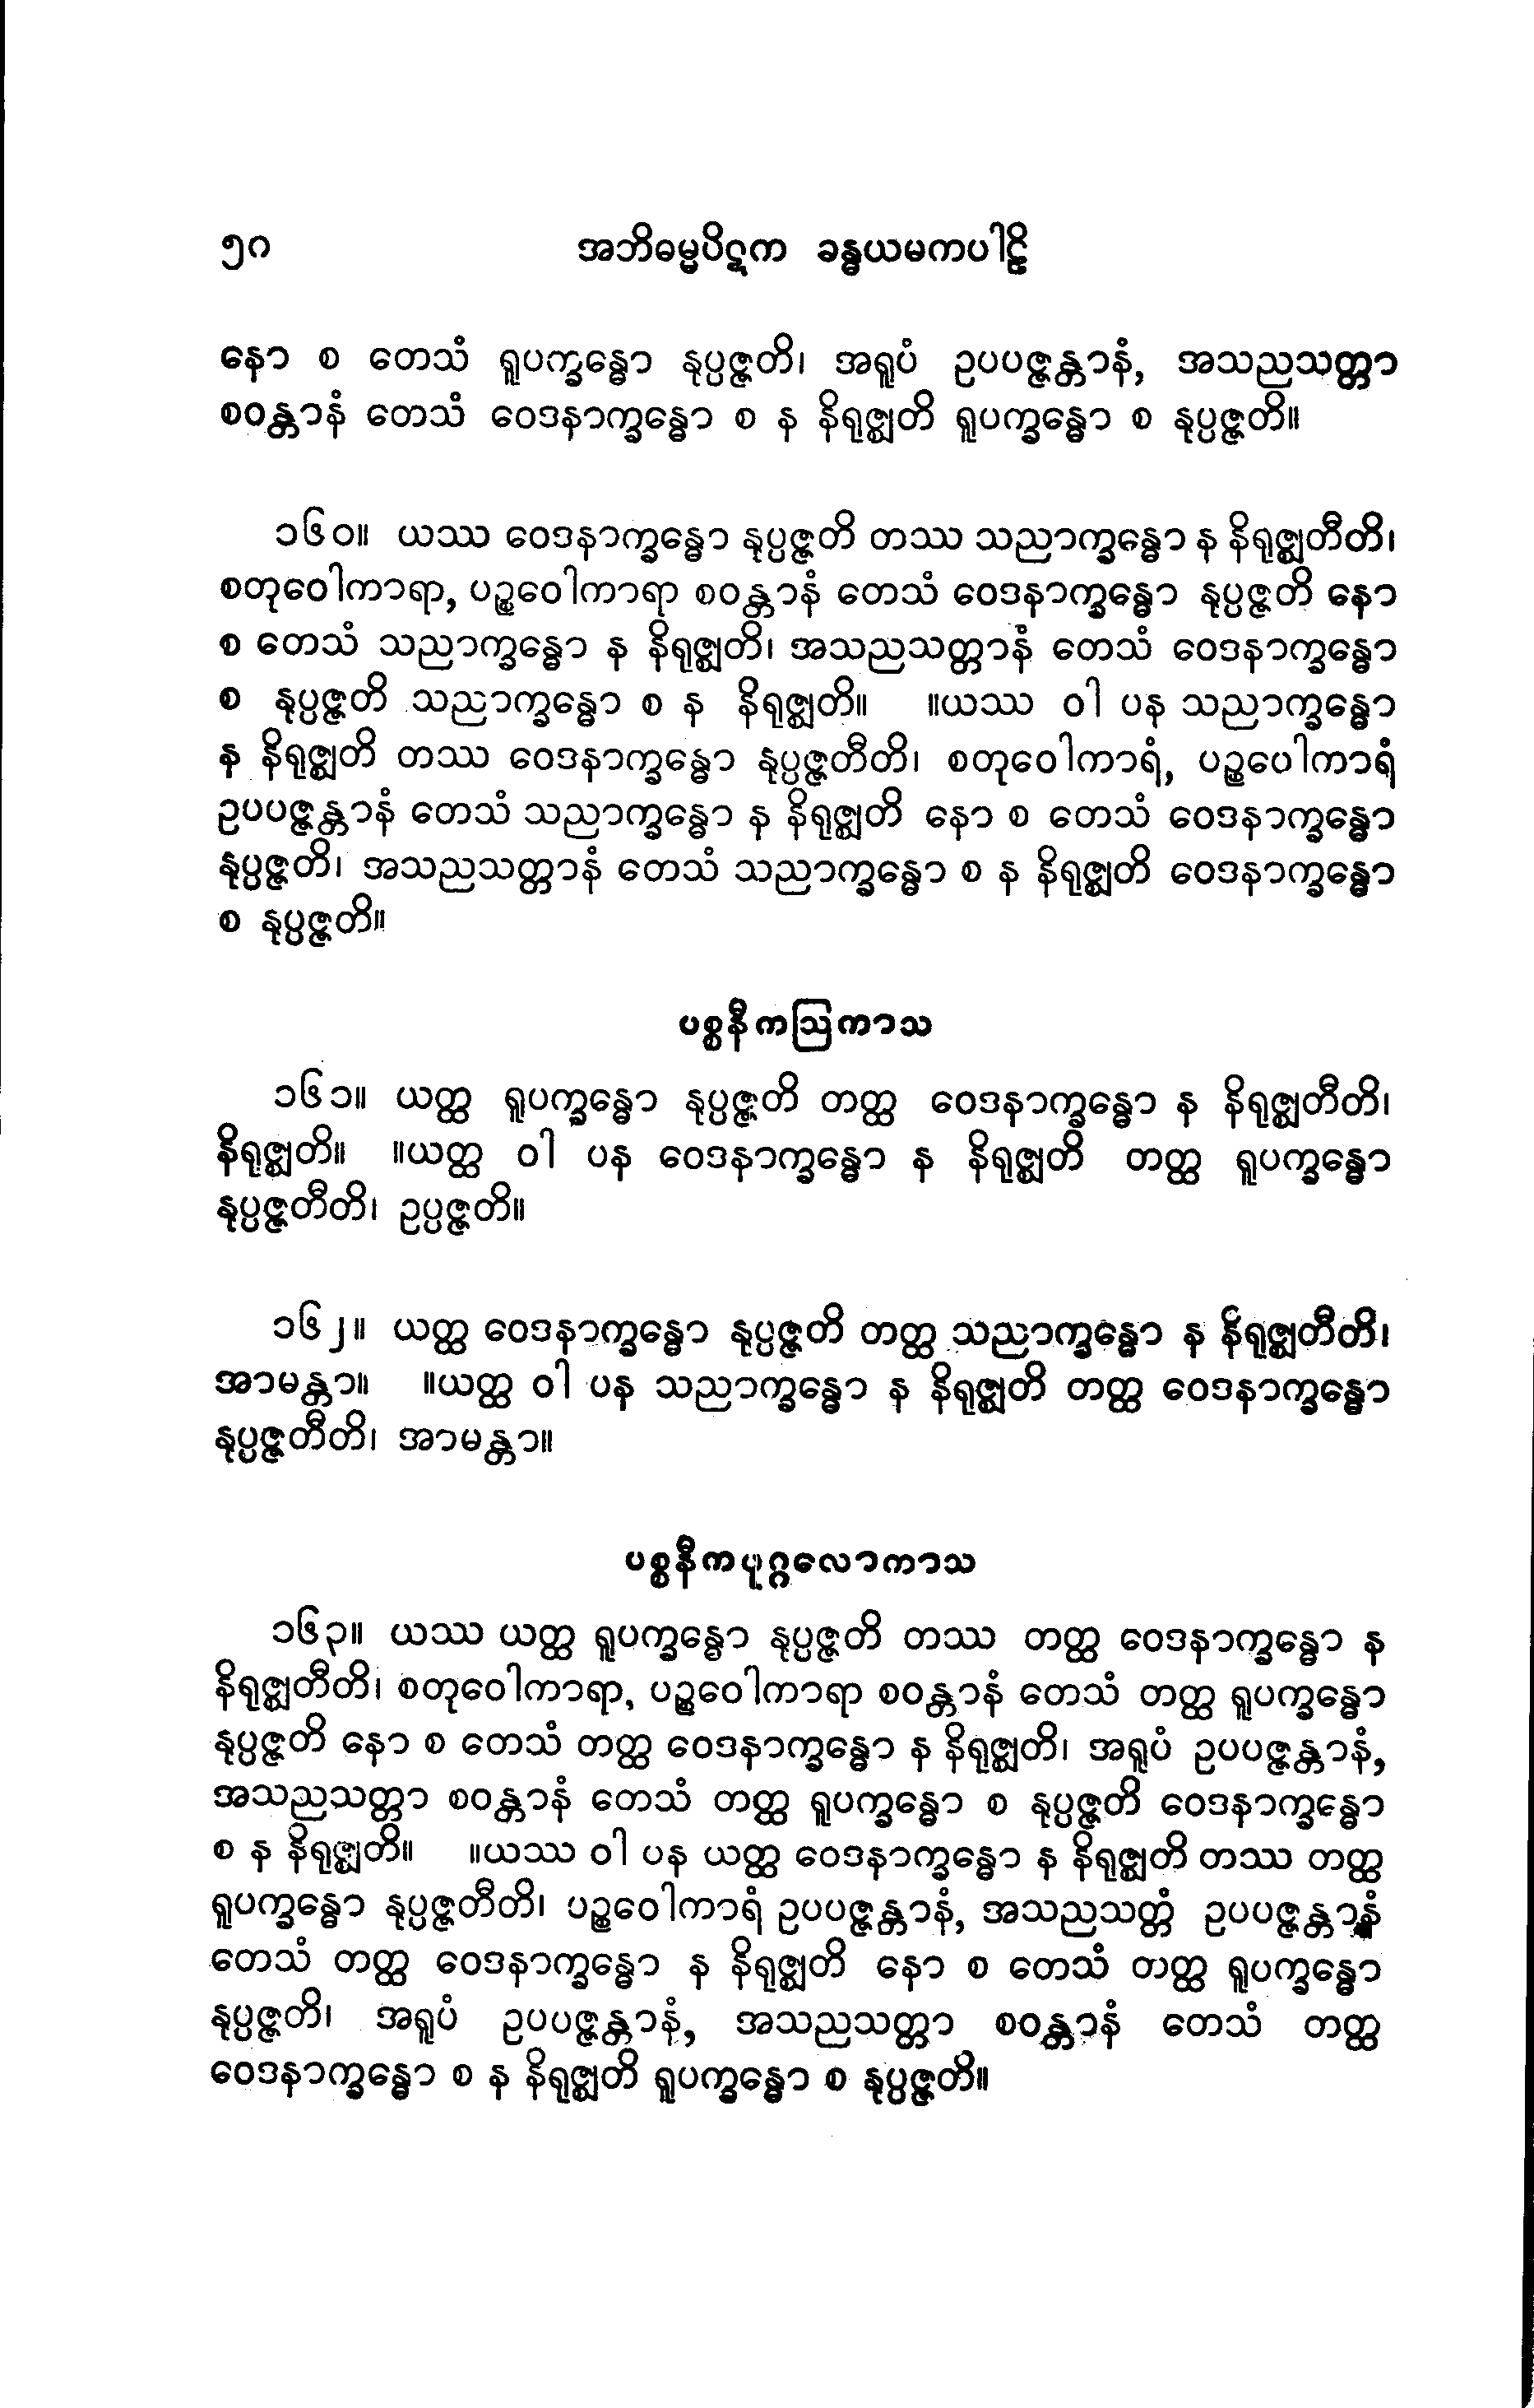 ၅၈ အဘိဓမ္မပိဋက ခန္ဓယမကပါဠိ
နော စ တေသံ ရူပက္ခန္ဓော နုပ္ပဇ္ဇတိ၊ အရူပံ ဥပပဇ္ဇန္တာနံ, အသညသတ္တာ
စဝန္တာနံ တေသံ ဝေဒနာက္ခန္ဓော စ န နိရုဇ္ဈတိ ရူပက္ခန္ဓော စ နုပ္ပဇ္ဇတိ။
၁၆၀။ ယဿ ဝေဒနာက္ခန္ဓော နုပ္ပဇ္ဇတိ တဿ သညာက္ခန္ဓော န နိရုဇ္ဈတီတိ၊
စတုဝေါကာရာ, ပဉ္စဝေါကာရာ စဝန္တာနံ တေသံ ဝေဒနာက္ခန္ဓော နုပ္ပဇ္ဇတိ နော
စ တေသံ သညာက္ခန္ဓော န နိရုဇ္ဈတိ၊ အသညသတ္တာနံ တေသံ ဝေဒနာက္ခန္ဓော
စ နုပ္ပဇ္ဇတိ သညာက္ခန္ဓော စ န နိရုဇ္ဈတိ။ ။ယဿ ဝါ ပန သညာက္ခန္ဓော
န နိရုဇ္ဈတိ တဿ ဝေဒနာက္ခန္ဓော နုပ္ပဇ္ဇတီတိ၊ စတုဝေါကာရံ, ပဉ္စပေါကာရံ
ဥပပဇ္ဇန္တာနံ တေသံ သညာက္ခန္ဓော န နိရုဇ္ဈတိ နော စ တေသံ ဝေဒနာက္ခန္ဓော
နုပ္ပဇ္ဇတိ၊ အသညသတ္တာနံ တေသံ သညာက္ခန္ဓော စ န နိရုဇ္ဈတိ ဝေဒနာက္ခန္ဓော
စ နုပ္ပဇ္ဇတိ။
ပစ္စနီကဩကာသ
၁၆၁။ ယတ္ထ ရူပက္ခန္ဓော နုပ္ပဇ္ဇတိ တတ္ထ ဝေဒနာက္ခန္ဓော န နိရုဇ္ဈတီတိ၊
နိရုဇ္ဈတိ။ ။ယတ္ထ ဝါ ပန ဝေဒနာက္ခန္ဓော န နိရုဇ္ဈတိ တတ္ထ ရူပက္ခန္ဓော
နုပ္ပဇ္ဇတီတိ၊ ဥပ္ပဇ္ဇတိ။
၁၆၂။ ယတ္ထ ဝေဒနာက္ခန္ဓော နုပ္ပဇ္ဇတိ တတ္ထ သညာက္ခန္ဓော န နိရုဇ္ဈတီတိ၊
အာမန္တာ။ ။ယတ္ထ ဝါ ပန သညာက္ခန္ဓော န နိရုဇ္ဈတိ တတ္ထ ဝေဒနာက္ခန္ဓော
နုပ္ပဇ္ဇတီတိ၊ အာမန္တာ။
ပစ္စနီကပုဂ္ဂလောကာသ
၁၆၃။ ယဿ ယတ္ထ ရူပက္ခန္ဓော နုပ္ပဇ္ဇတိ တဿ တတ္ထ ဝေဒနာက္ခန္ဓော န
နိရုဇ္ဈတီတိ၊ စတုဝေါကာရာ, ပဉ္စဝေါကာရာ စဝန္တာနံ တေသံ တတ္ထ ရူပက္ခန္ဓော
နုပ္ပဇ္ဇတိ နော စ တေသံ တတ္ထ ဝေဒနာက္ခန္ဓော န နိရုဇ္ဈတိ၊ အရူပံ ဥပပဇ္ဇန္တာနံ,
အသညသတ္တာ စဝန္တာနံ တေသံ တတ္ထ ရူပက္ခန္ဓော စ နုပ္ပဇ္ဇတိ ဝေဒနာက္ခန္ဓော
စ န နိရုဇ္ဈတိ။ ။ယဿ ဝါ ပန ယတ္ထ ဝေဒနာက္ခန္ဓော န နိရုဇ္ဈတိ တဿ တတ္ထ
ရူပက္ခန္ဓော နုပ္ပဇ္ဇတီတိ၊ ပဉ္စဝေါကာရံ ဥပပဇ္ဇန္တာနံ, အသညသတ္တံ ဥပပဇ္ဇန္တာနံ
တေသံ တတ္ထ ဝေဒနာက္ခန္ဓော န နိရုဇ္ဈတိ နော စ တေသံ တတ္ထ ရူပက္ခန္ဓော
နုပ္ပဇ္ဇတိ၊ အရူပံ ဥပပဇ္ဇန္တာနံ, အသညသတ္တာ စဝန္တာနံ တေသံ တတ္ထ
ဝေဒနာက္ခန္ဓော စ န နိရုဇ္ဈတိ ရူပက္ခန္ဓော စ နုပ္ပဇ္ဇတိ။